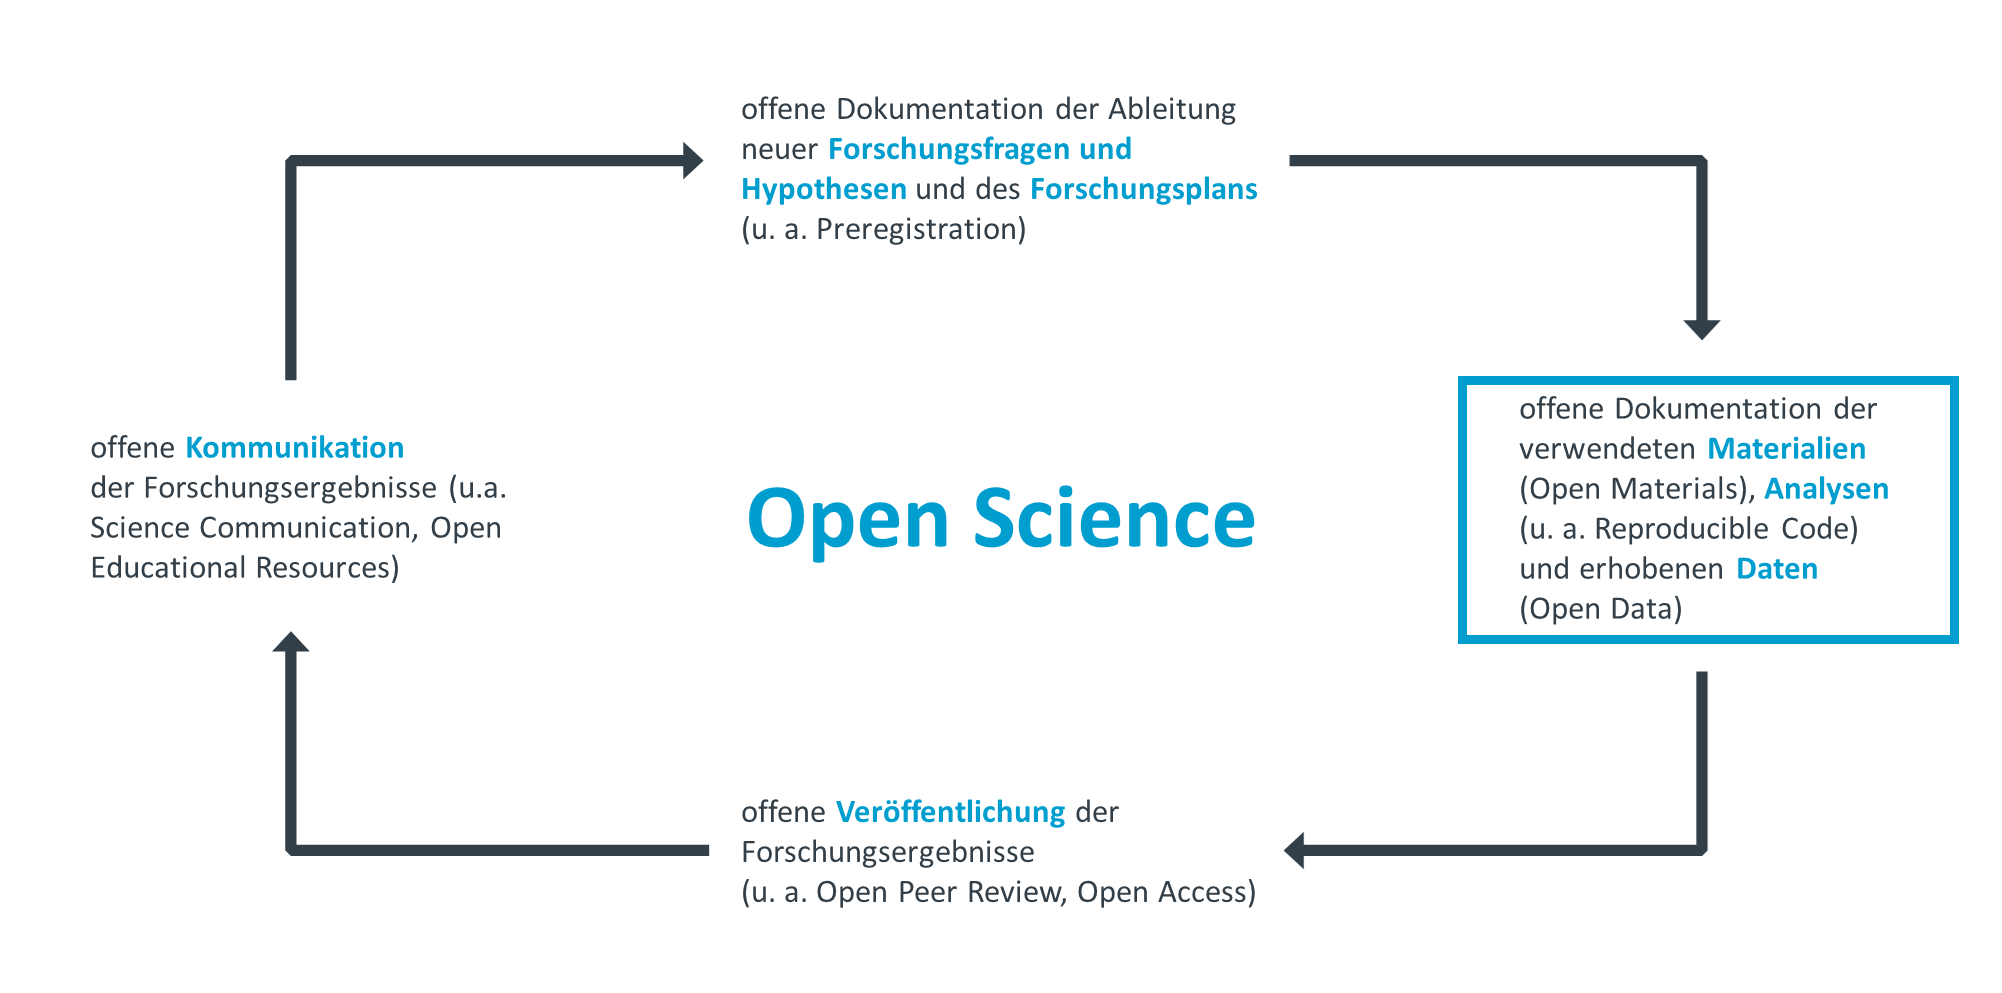 offene Dokumentation der Ableitung
neuer Forschungsfragen und
Hypothesen und des Forschungsplans
(u. a. Preregistration)
offene Dokumentation der
verwendeten Materialien
(Open Materials), Analysen
(u. a. Reproducible Code)
und erhobenen Daten
(Open Data)
offene Kommunikation
der Forschungsergebnisse (u.a.
Science Communication, Open
Educational Resources)
Open Science
offene Veröffentlichung der
Forschungsergebnisse
(u. a. Open Peer Review, Open Access)